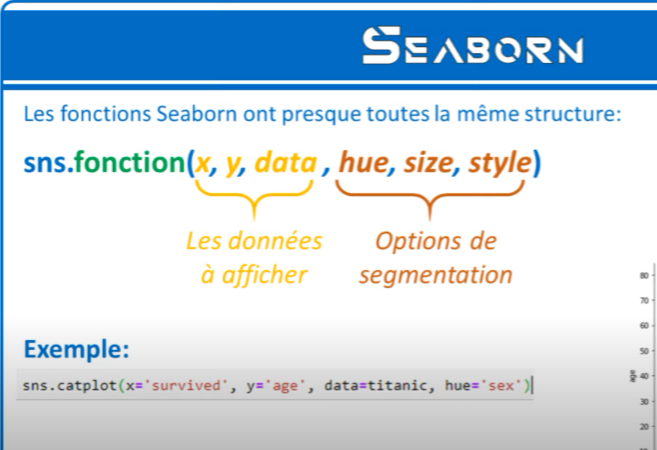 SEABORN
Les fonctions Seaborn ont presque toutes la même structure:
sns.fonction(x, y, data , hue, size, style)
Les données
à afficher
Options de
segmentation
Exemple:
sns.catplot(x='survived', y='age', data=titanic, hue='sex')
80
70
60
50
age
40
30
20